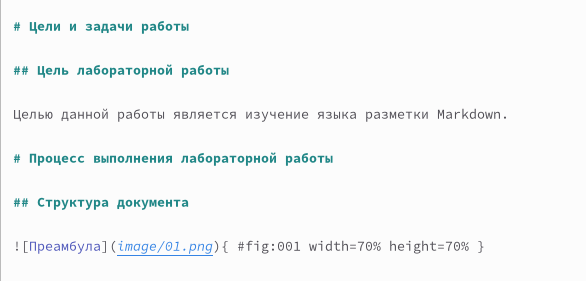 # Цели и задачи работы
## Цель лабораторной работы
Целью данной работы является изучение языка разметки Markdown.
# Процесс выполнения лабораторной работы
## Структура документа
![Преамбула](image/01.png){ #fig:001 width=70% height=70% }